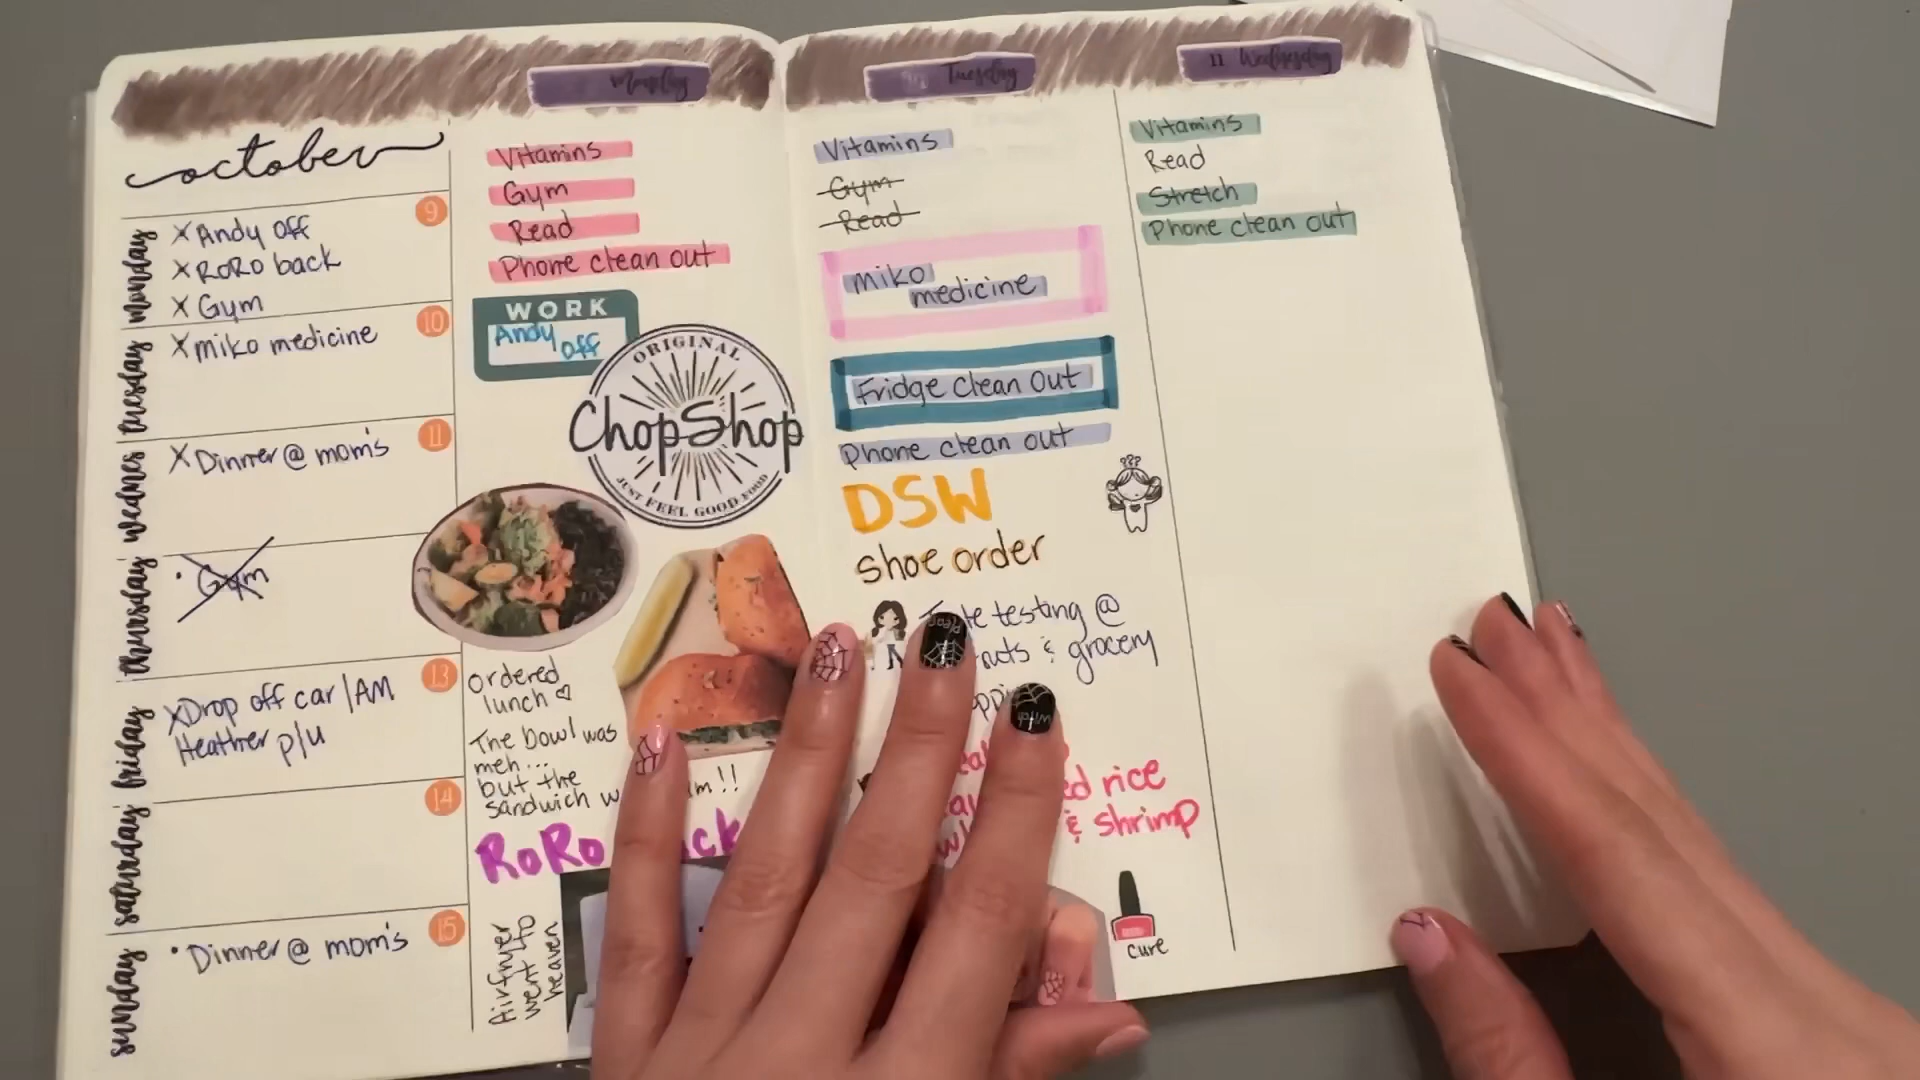 october
monday
9
x Andy off
x RoRo back
x Gym
tuesday
10
x miko medicine
wednes
11
x Dinner @ mom's
thursday
• Gym
friday
13
x Drop off car / AM
Heather p/u
saturday
14
sunday
15
• Dinner @ mom's
Monday
Vitamins
Gym
Read
Phone clean out
WORK
Andy
off
ORIGINAL
ChopShop
JUST FEEL GOOD FOOD
ordered
lunch ♡
The bowl was
meh...
but the
sandwich
!!
RoRo
Airfryer
went to
heaven
Tuesday
Vitamins
Gym
Read
miko
medicine
Fridge clean out
Phone clean out
DSW
shoe order
???
testing @
& grocery
rice
& shrimp
cure
11 Wednesday
Vitamins
Read
Stretch
Phone clean out